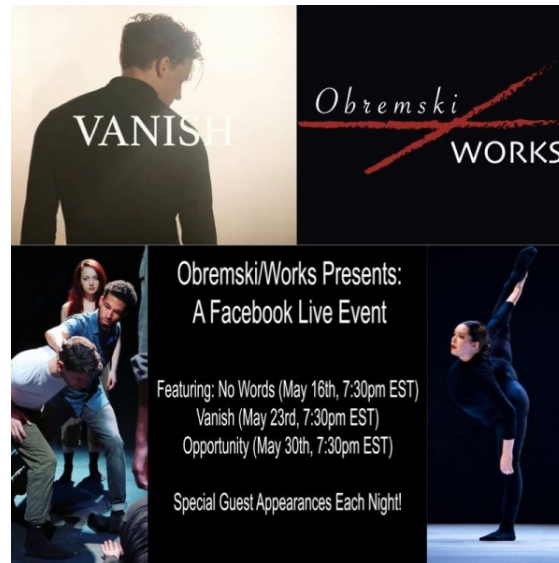 VANISH
Obremski
WORKS
Obremski/Works Presents:
A Facebook Live Event
Featuring: No Words (May 16th, 7:30pm EST)
Vanish (May 23rd, 7:30pm EST)
Opportunity (May 30th, 7:30pm EST)
Special Guest Appearances Each Night!